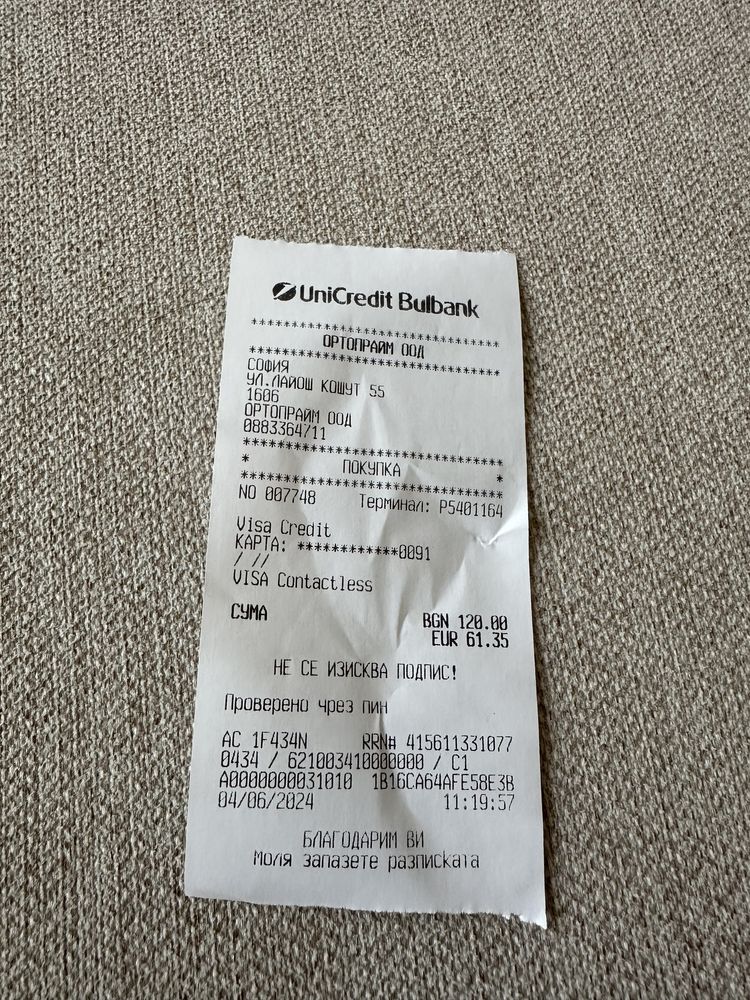 UniCredit Bulbank
******************************
ОРТОПРАЙМ ООД
******************************
СОФИЯ
УЛ.ЛАЙОШ КОШУТ 55
1606
ОРТОПРАЙМ ООД
0883364711
******************************
* ПОКУПКА *
******************************
NO 007748 Терминал: P5401164
Visa Credit
КАРТА: ************0091
/ //
VISA Contactless
СУМА BGN 120.00
EUR 61.35
НЕ СЕ ИЗИСКВА ПОДПИС!
Проверено чрез ПИН
AC 1F434N RRN# 415611331077
0434 / 621003410000000 / C1
A0000000031010 1B16CA64AFE58E3B
04/06/2024 11:19:57
БЛАГОДАРИМ ВИ
Моля запазете разписката